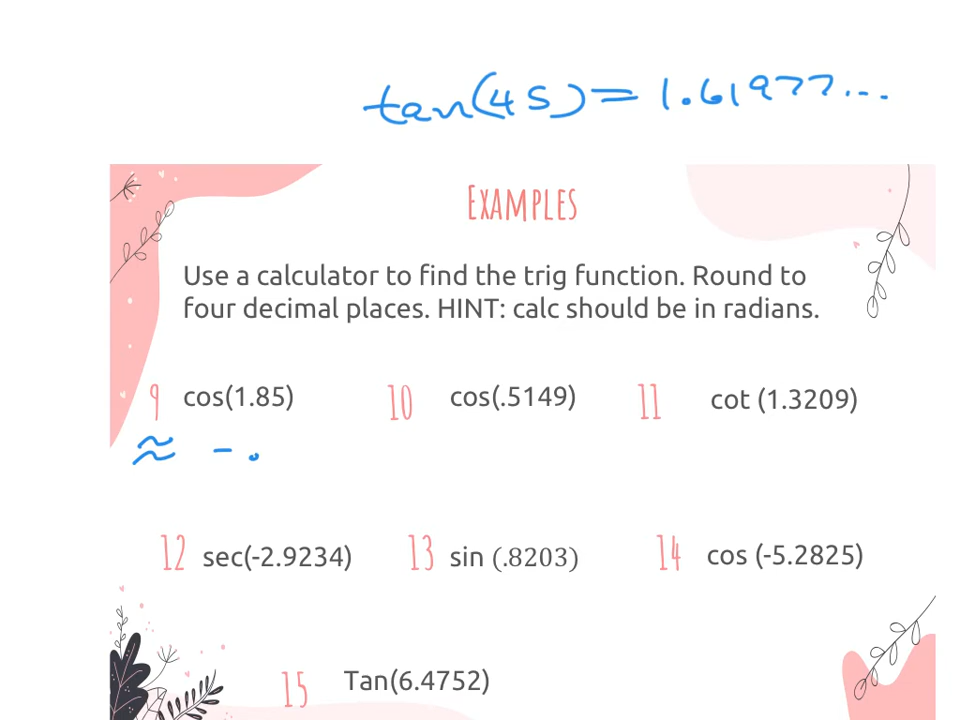 tan(45) = 1.61977...
EXAMPLES
Use a calculator to find the trig function. Round to
four decimal places. HINT: calc should be in radians.
9 cos(1.85) 10 cos(.5149) 11 cot (1.3209)
≈ - .
12 sec(-2.9234) 13 sin (.8203) 14 cos (-5.2825)
15 Tan(6.4752)